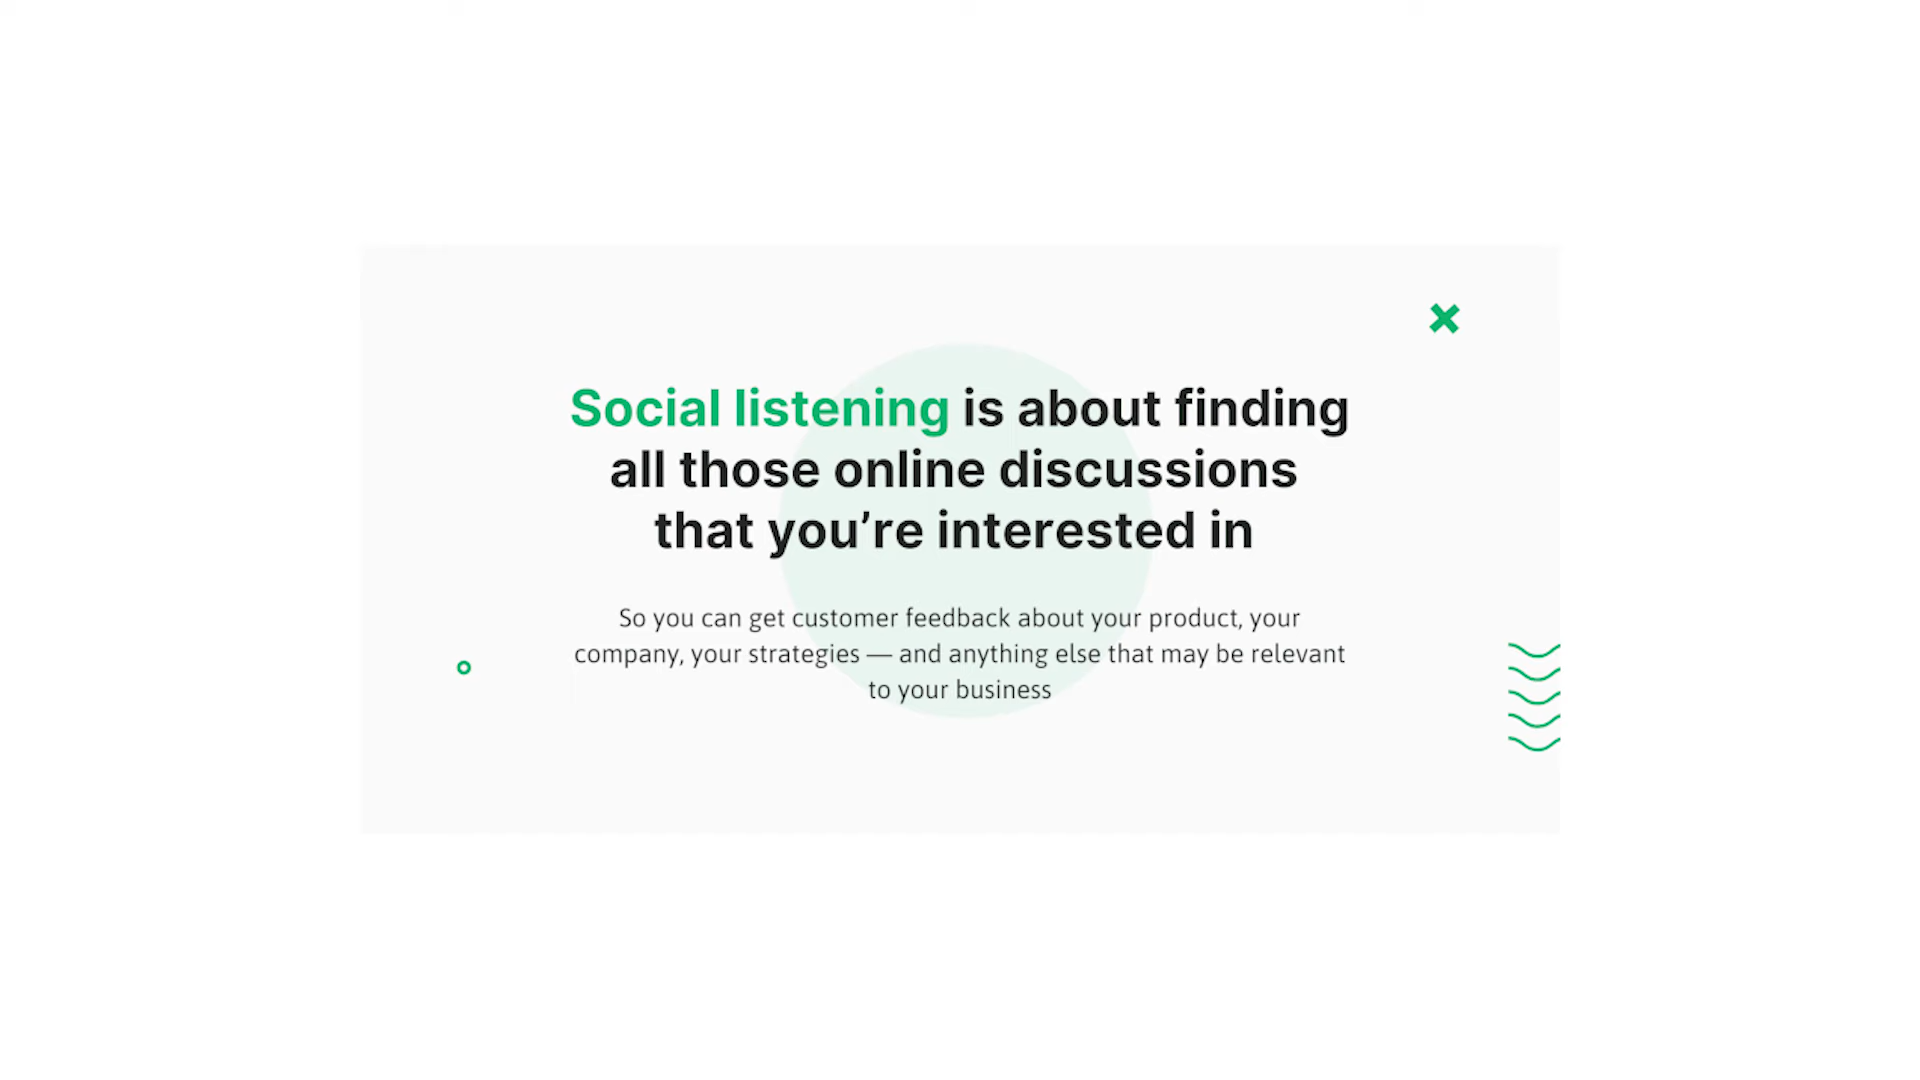 Social listening is about finding
all those online discussions
that you’re interested in
So you can get customer feedback about your product, your
company, your strategies — and anything else that may be relevant
to your business